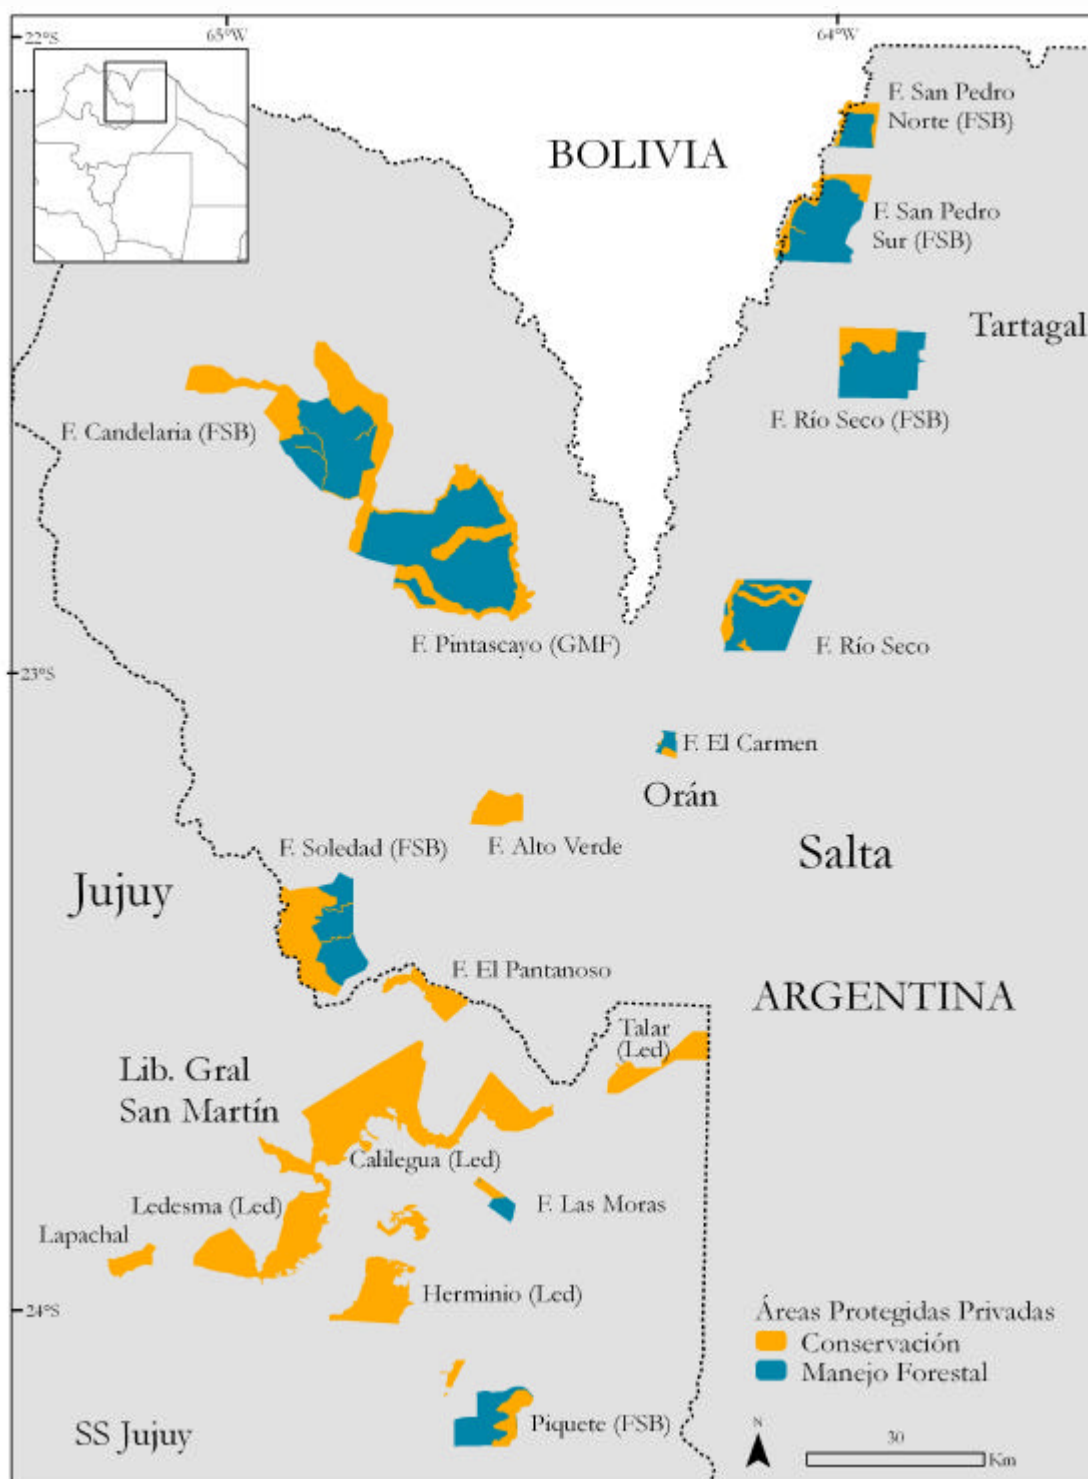 65°W
64°W
22°S
F. San Pedro
Norte (FSB)
BOLIVIA
F. San Pedro
Sur (FSB)
Tartagal
F. Candelaria (FSB)
F. Río Seco (FSB)
F. Pintascayo (GMF)
F. Río Seco
23°S
F. El Carmen
Orán
F. Soledad (FSB)
F. Alto Verde
Salta
Jujuy
F. El Pantanoso
ARGENTINA
Talar
(Led)
Lib. Gral
San Martín
Calilegua (Led)
Ledesma (Led)
F. Las Moras
Lapachal
Herminio (Led)
24°S
Áreas Protegidas Privadas
Conservación
Manejo Forestal
Piquete (FSB)
SS Jujuy
N
30
Km